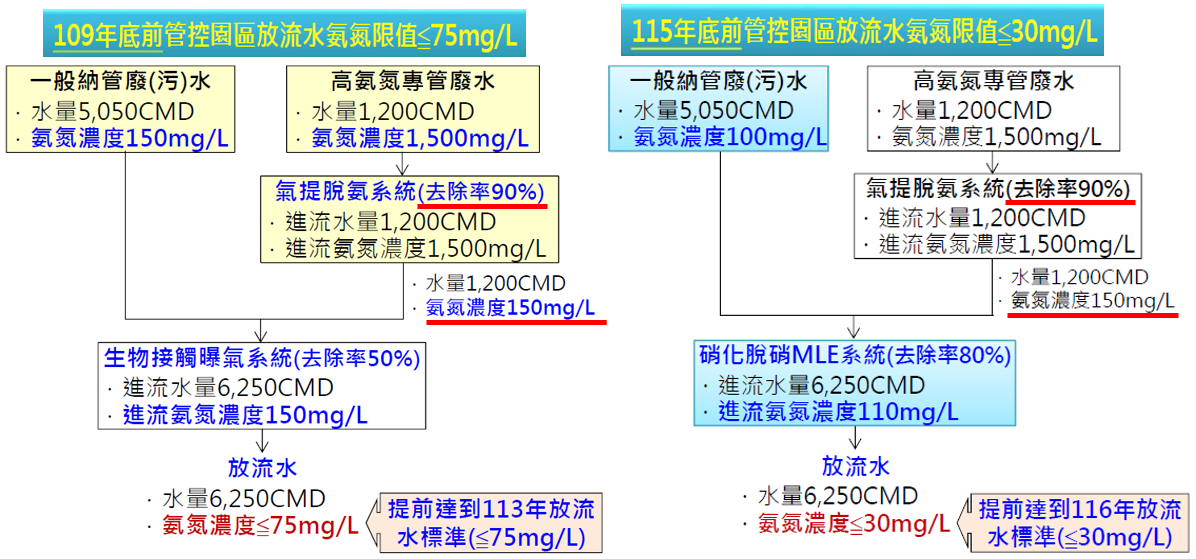 109年底前管控園區放流水氨氮限值≦75mg/L
一般納管廢(污)水
．水量5,050CMD
．氨氮濃度150mg/L
高氨氮專管廢水
．水量1,200CMD
．氨氮濃度1,500mg/L
氣提脫氨系統(去除率90%)
．進流水量1,200CMD
．進流氨氮濃度1,500mg/L
．水量1,200CMD
．氨氮濃度150mg/L
生物接觸曝氣系統(去除率50%)
．進流水量6,250CMD
．進流氨氮濃度150mg/L
放流水
．水量6,250CMD
．氨氮濃度≦75mg/L
提前達到113年放流
水標準(≦75mg/L)
115年底前管控園區放流水氨氮限值≦30mg/L
一般納管廢(污)水
．水量5,050CMD
．氨氮濃度100mg/L
高氨氮專管廢水
．水量1,200CMD
．氨氮濃度1,500mg/L
氣提脫氨系統(去除率90%)
．進流水量1,200CMD
．進流氨氮濃度1,500mg/L
．水量1,200CMD
．氨氮濃度150mg/L
硝化脫硝MLE系統(去除率80%)
．進流水量6,250CMD
．進流氨氮濃度110mg/L
放流水
．水量6,250CMD
．氨氮濃度≦30mg/L
提前達到116年放流
水標準(≦30mg/L)